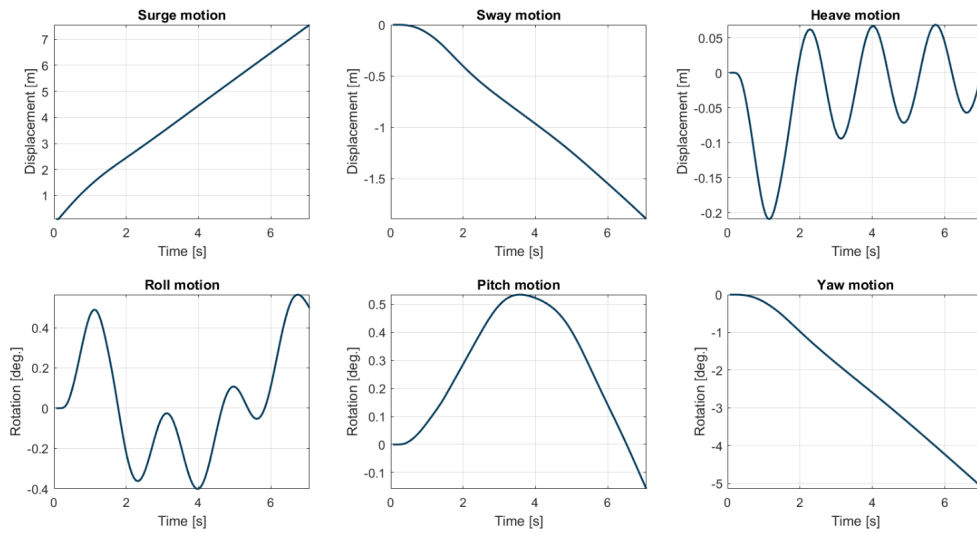 Surge motion
Displacement [m]
7
6
5
4
3
2
1
0 2 4 6
Time [s]
Sway motion
Displacement [m]
0
-0.5
-1
-1.5
0 2 4 6
Time [s]
Heave motion
Displacement [m]
0.05
0
-0.05
-0.1
-0.15
-0.2
0 2 4 6
Time [s]
Roll motion
Rotation [deg.]
0.4
0.2
0
-0.2
-0.4
0 2 4 6
Time [s]
Pitch motion
Rotation [deg.]
0.5
0.4
0.3
0.2
0.1
0
-0.1
0 2 4 6
Time [s]
Yaw motion
Rotation [deg.]
0
-1
-2
-3
-4
-5
0 2 4 6
Time [s]